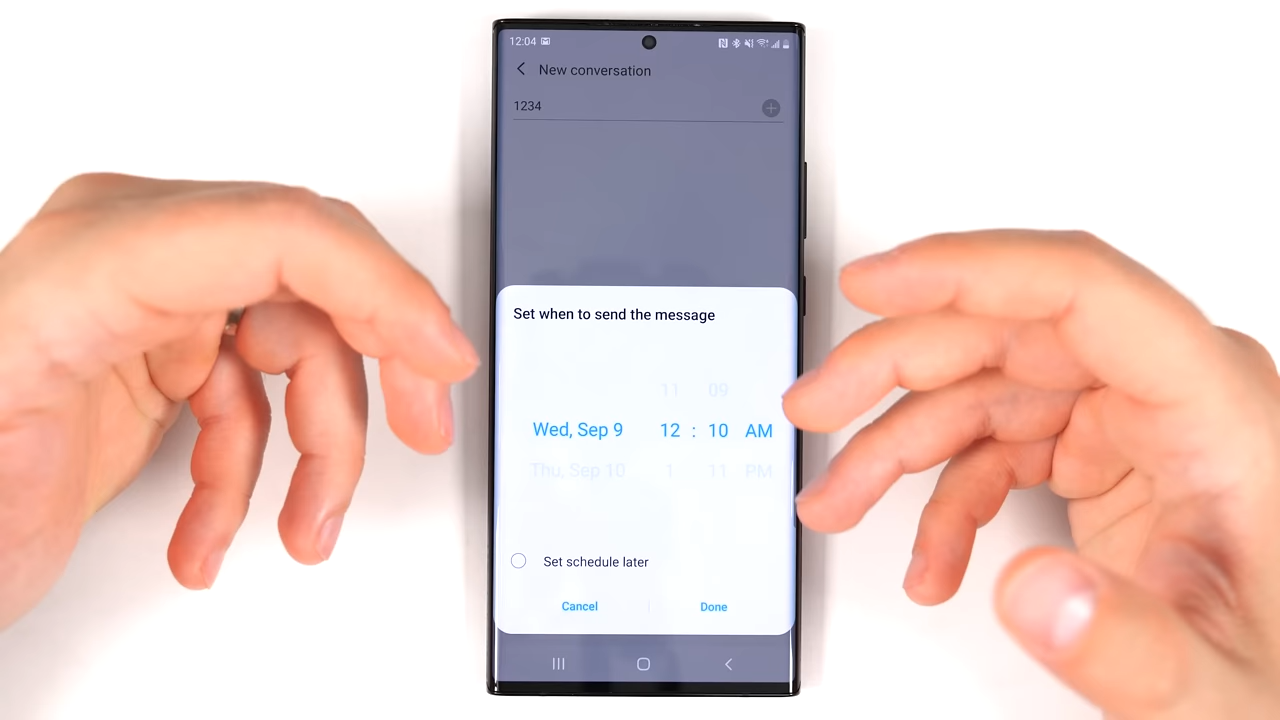 12:04
New conversation
1234
Set when to send the message
11 09
Wed, Sep 9 12 : 10 AM
Thu, Sep 10 1 11 PM
Set schedule later
Cancel Done